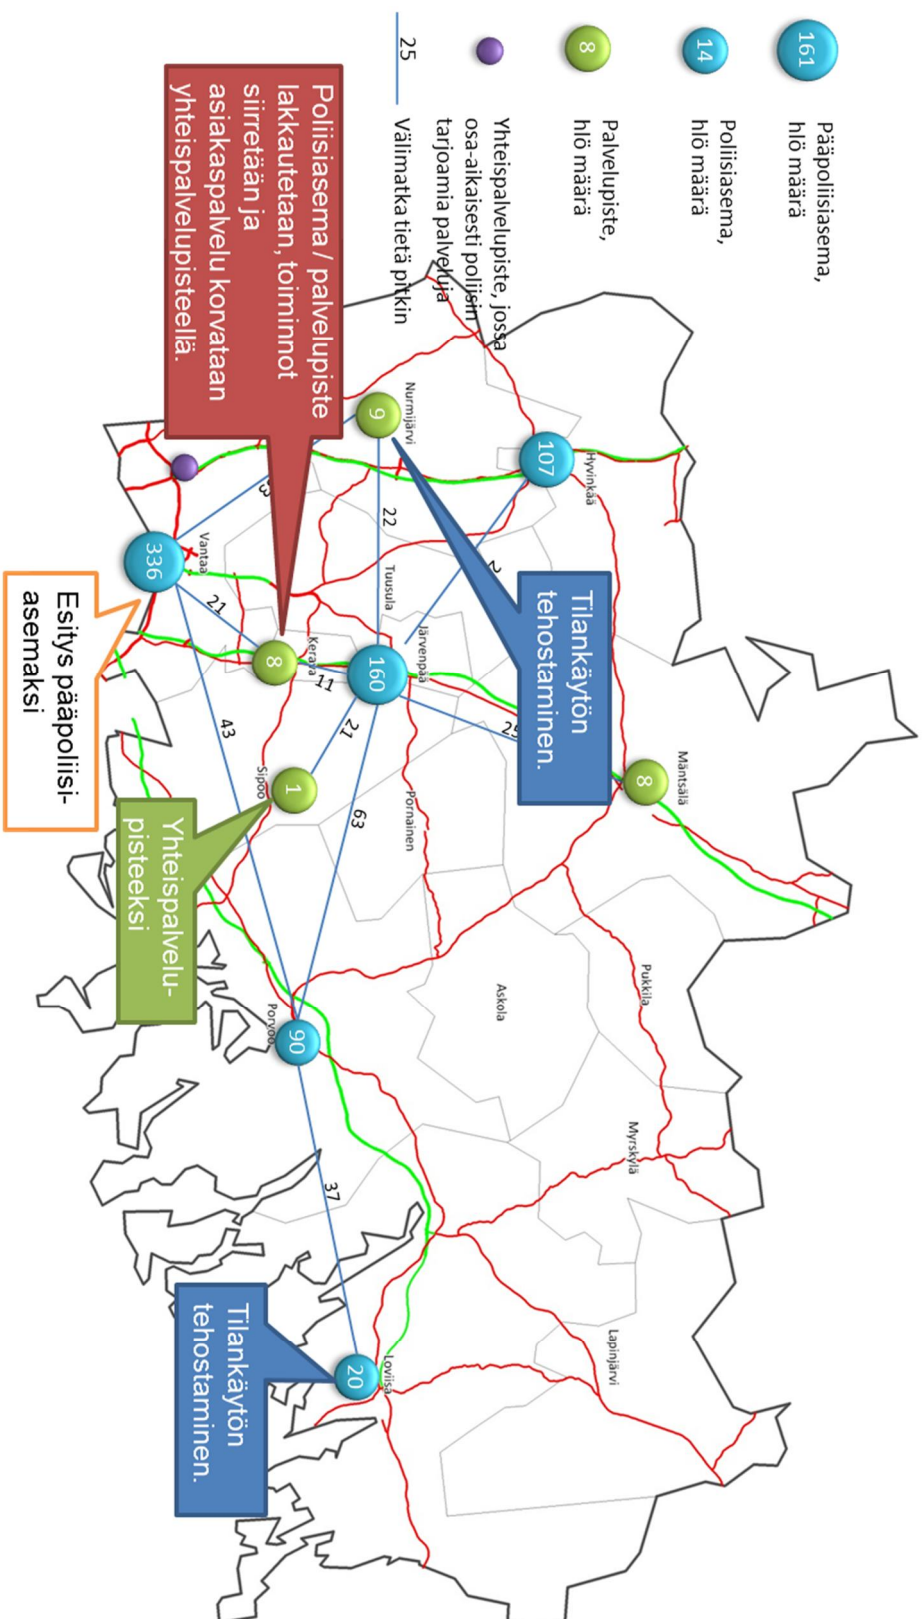 161
Pääpoliisiasema,
hlö määrä
14
Poliisiasema,
hlö määrä
8
Palvelupiste,
hlö määrä
Yhteispalvelupiste, jossa
osa-aikaisesti poliisin
tarjoamia palveluja
25
Välimatka tietä pitkin
Poliisiasema / palvelupiste
lakkautetaan, toiminnot
siirretään ja
asiakaspalvelu korvataan
yhteispalvelupisteellä.
Hyvinkää
107
Nurmijärvi
9
22
Tuusula
Järvenpää
160
Tilankäytön
tehostaminen.
25
Mäntsälä
8
Vantaa
336
21
Kerava
8
11
21
Sipoo
1
43
63
Pornainen
Esitys pääpoliisi-
asemaksi
Yhteispalvelu-
pisteeksi
Pukkila
Askola
Porvoo
90
Myrskylä
37
Lapinjärvi
Loviisa
20
Tilankäytön
tehostaminen.